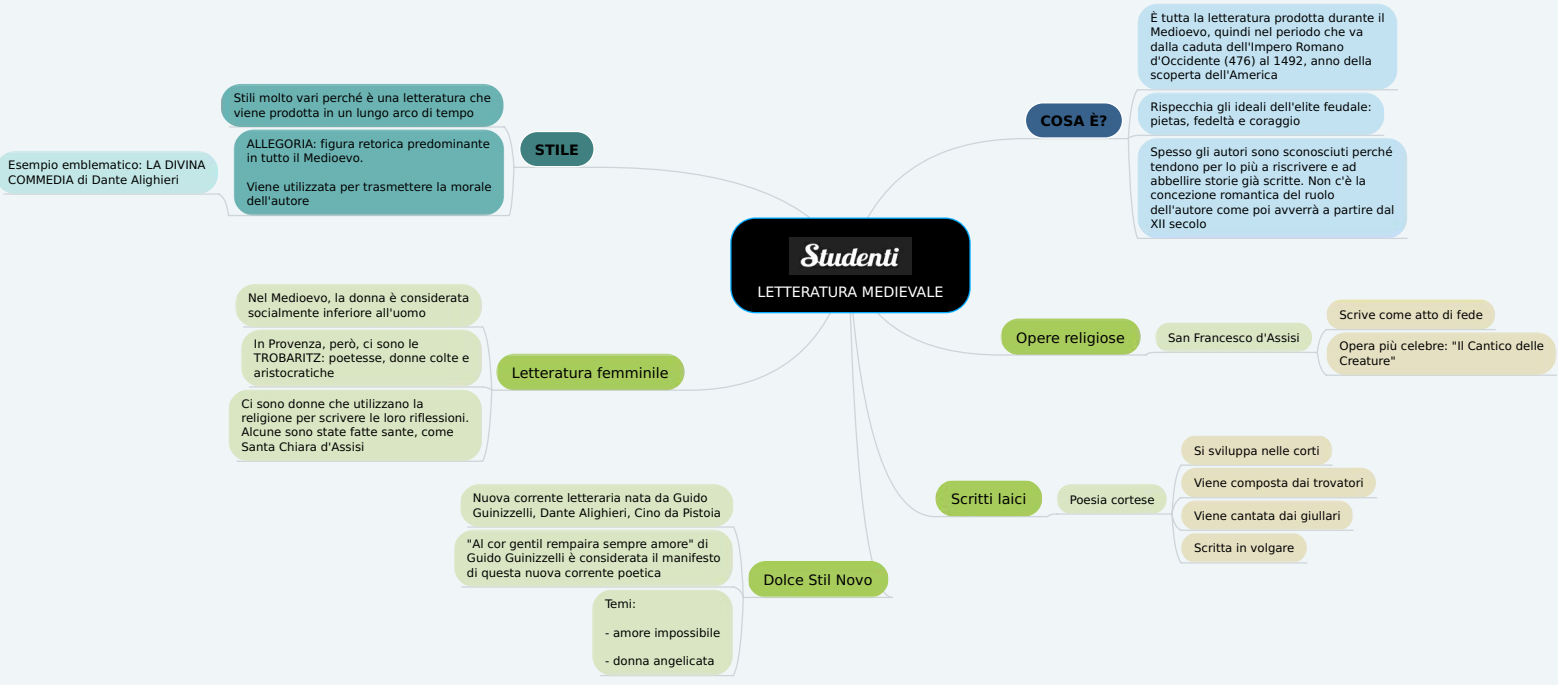 Studenti
LETTERATURA MEDIEVALE
COSA È?
È tutta la letteratura prodotta durante il
Medioevo, quindi nel periodo che va
dalla caduta dell'Impero Romano
d'Occidente (476) al 1492, anno della
scoperta dell'America
Rispecchia gli ideali dell'elite feudale:
pietas, fedeltà e coraggio
Spesso gli autori sono sconosciuti perché
tendono per lo più a riscrivere e ad
abbellire storie già scritte. Non c'è la
concezione romantica del ruolo
dell'autore come poi avverrà a partire dal
XII secolo
Opere religiose
San Francesco d'Assisi
Scrive come atto di fede
Opera più celebre: "Il Cantico delle
Creature"
Scritti laici
Poesia cortese
Si sviluppa nelle corti
Viene composta dai trovatori
Viene cantata dai giullari
Scritta in volgare
STILE
Stili molto vari perché è una letteratura che
viene prodotta in un lungo arco di tempo
ALLEGORIA: figura retorica predominante
in tutto il Medioevo.
Viene utilizzata per trasmettere la morale
dell'autore
Esempio emblematico: LA DIVINA
COMMEDIA di Dante Alighieri
Letteratura femminile
Nel Medioevo, la donna è considerata
socialmente inferiore all'uomo
In Provenza, però, ci sono le
TROBARITZ: poetesse, donne colte e
aristocratiche
Ci sono donne che utilizzano la
religione per scrivere le loro riflessioni.
Alcune sono state fatte sante, come
Santa Chiara d'Assisi
Dolce Stil Novo
Nuova corrente letteraria nata da Guido
Guinizzelli, Dante Alighieri, Cino da Pistoia
"Al cor gentil rempaira sempre amore" di
Guido Guinizzelli è considerata il manifesto
di questa nuova corrente poetica
Temi:
- amore impossibile
- donna angelicata